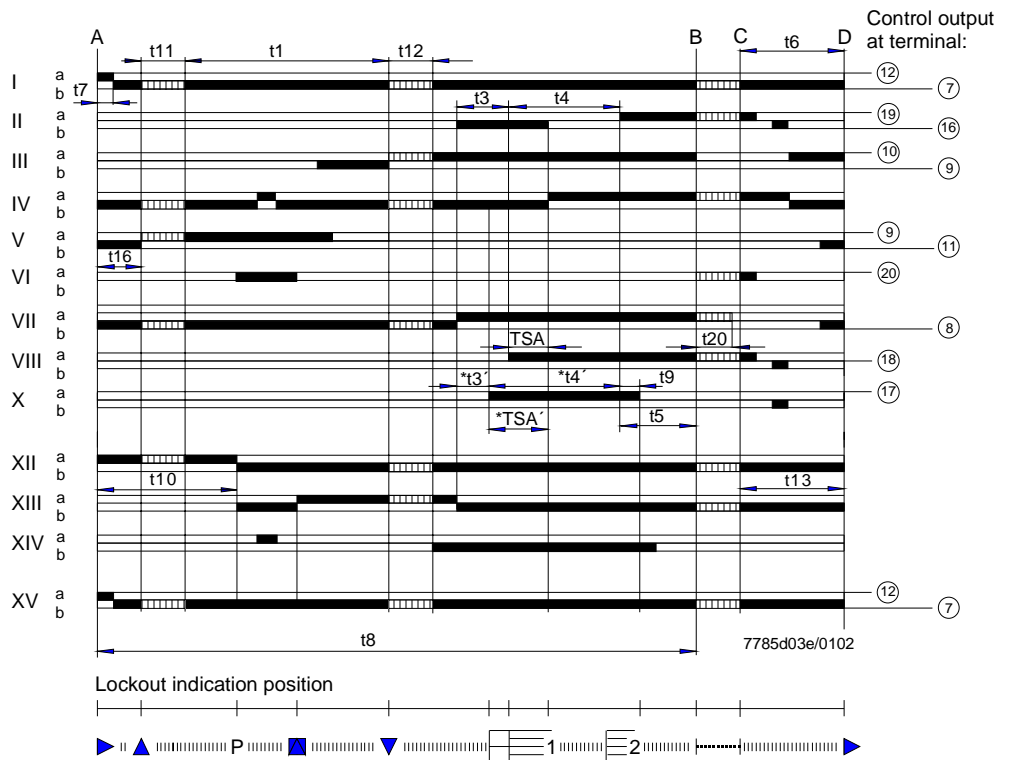 Control output
at terminal:
A B C D
t11 t1 t12 t6
I a b 12 7
t7
t3 t4
II a b 19 16
III a b 10 9
IV a b
V a b 9 11
t16
VI a b 20
VII a b 8
TSA t20
VIII a b 18
*t3´ *t4´ t9
X a b 17
*TSA´ t5
XII a b
t10 t13
XIII a b
XIV a b
XV a b 12 7
t8
7785d03e/0102
Lockout indication position
P 1 2